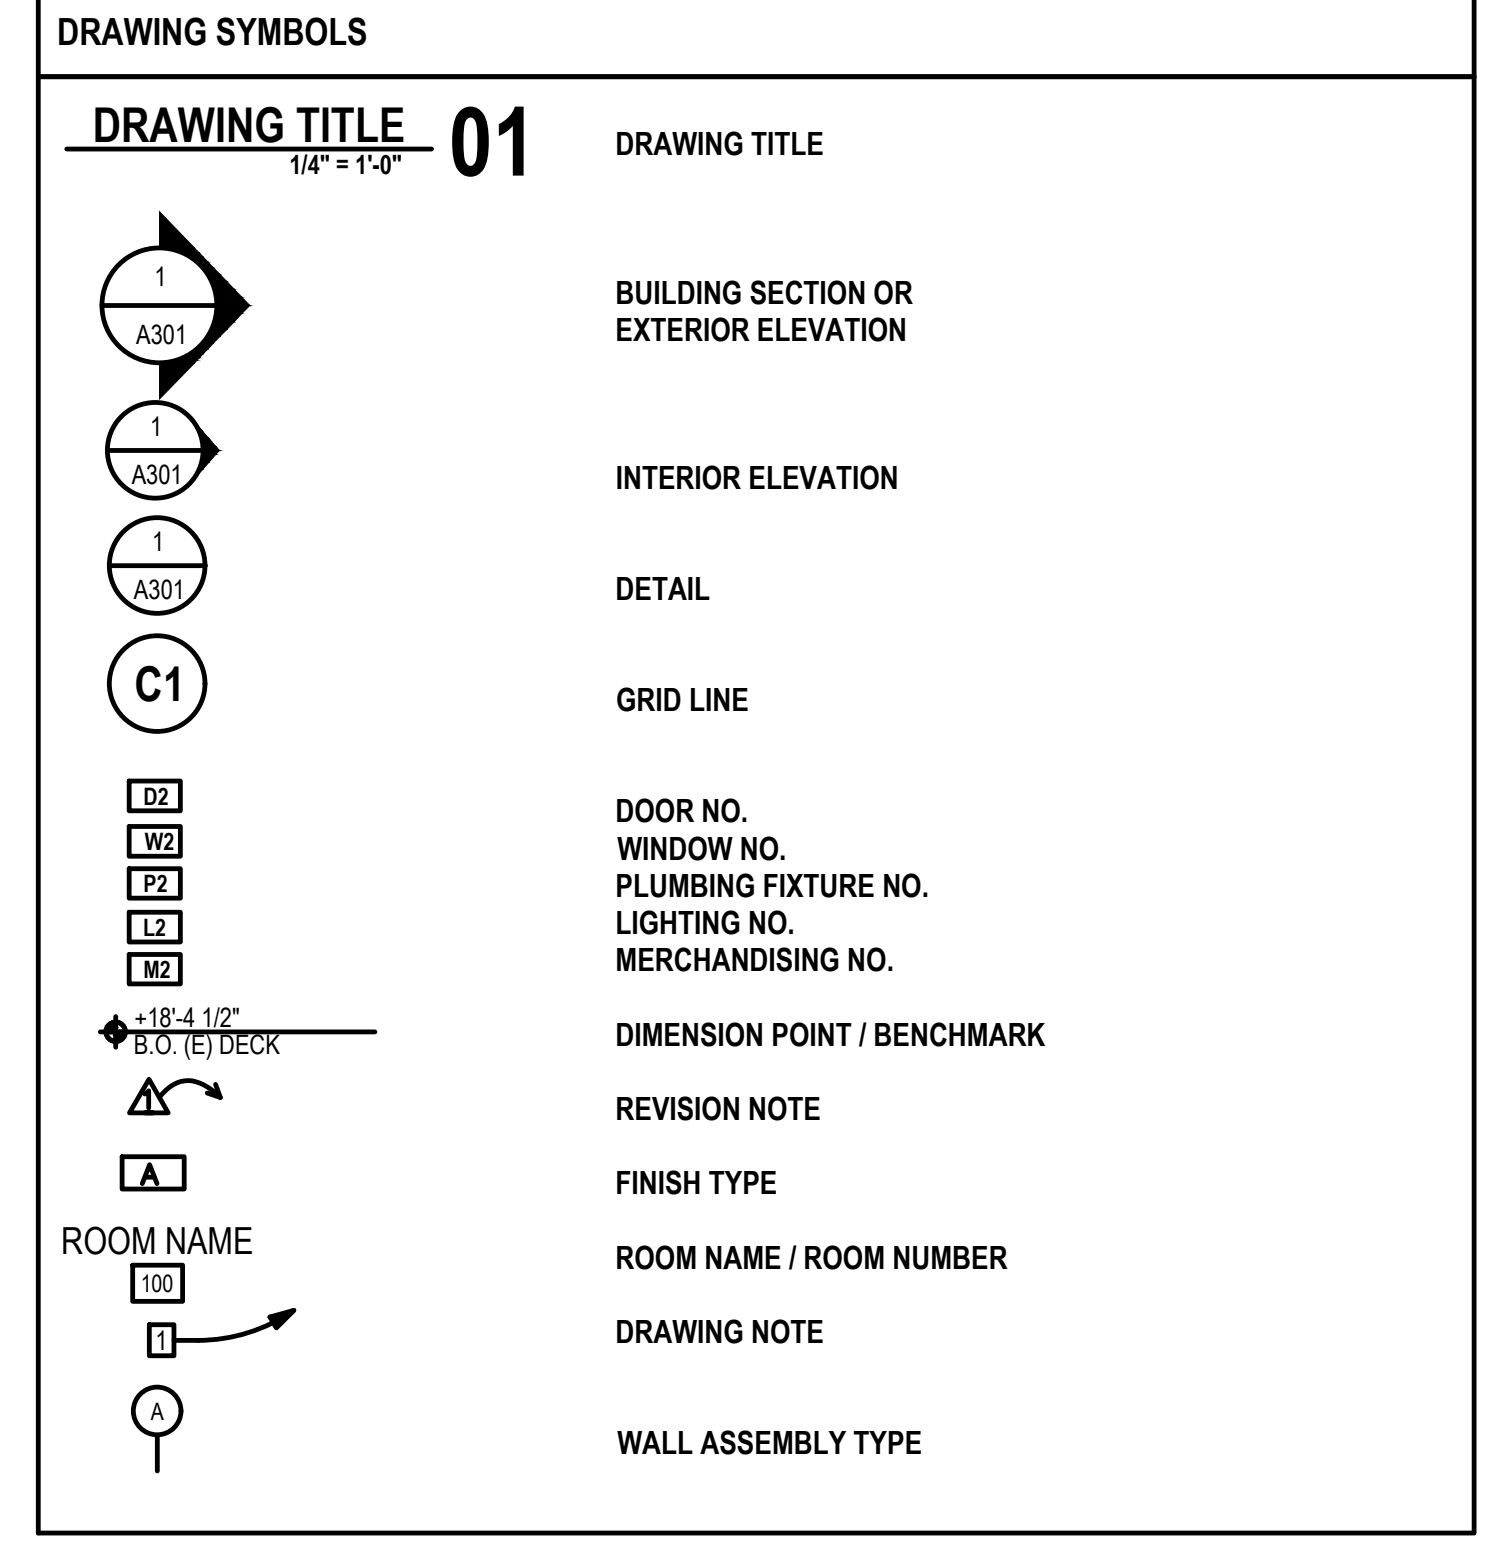 DRAWING SYMBOLS
DRAWING TITLE 01 DRAWING TITLE
1/4" = 1'-0"
1
A301
BUILDING SECTION OR
EXTERIOR ELEVATION
1
A301
INTERIOR ELEVATION
1
A301
DETAIL
C1
GRID LINE
D2 DOOR NO.
W2 WINDOW NO.
P2 PLUMBING FIXTURE NO.
L2 LIGHTING NO.
M2 MERCHANDISING NO.
+18'-4 1/2"
B.O. (E) DECK
DIMENSION POINT / BENCHMARK
1 REVISION NOTE
A FINISH TYPE
ROOM NAME
100
ROOM NAME / ROOM NUMBER
1 DRAWING NOTE
A WALL ASSEMBLY TYPE